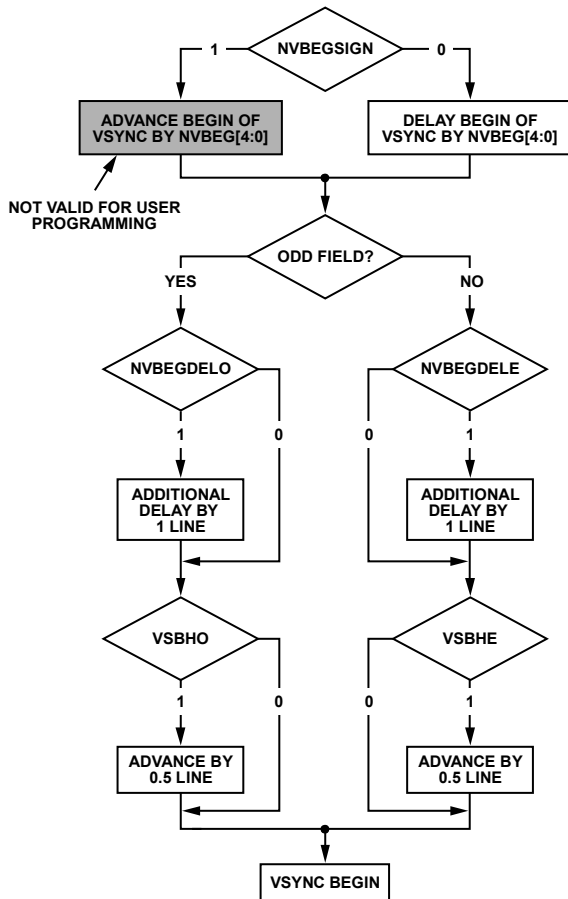 NVBEGSIGN
1
0
ADVANCE BEGIN OF
VSYNC BY NVBEG[4:0]
DELAY BEGIN OF
VSYNC BY NVBEG[4:0]
NOT VALID FOR USER
PROGRAMMING
ODD FIELD?
YES
NO
NVBEGDELO
NVBEGDELE
1
0
0
1
ADDITIONAL
DELAY BY
1 LINE
ADDITIONAL
DELAY BY
1 LINE
VSBHO
VSBHE
1
0
0
1
ADVANCE BY
0.5 LINE
ADVANCE BY
0.5 LINE
VSYNC BEGIN